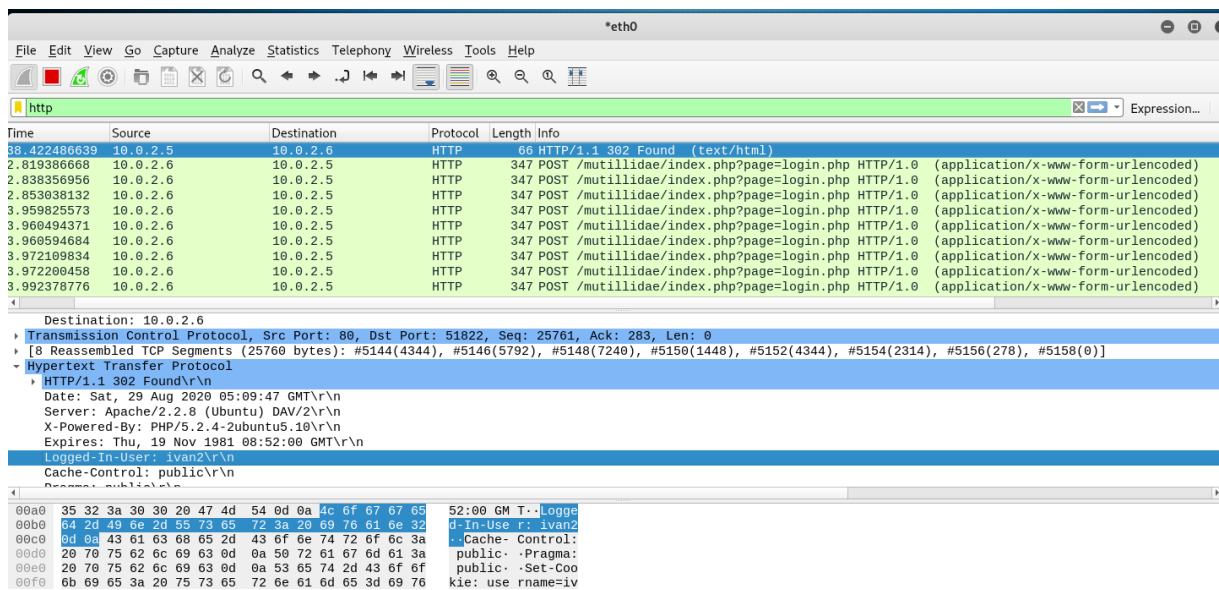 *eth0
File Edit View Go Capture Analyze Statistics Telephony Wireless Tools Help
http Expression...
Time Source Destination Protocol Length Info
38.422486639 10.0.2.5 10.0.2.6 HTTP 66 HTTP/1.1 302 Found (text/html)
2.819386668 10.0.2.6 10.0.2.5 HTTP 347 POST /mutillidae/index.php?page=login.php HTTP/1.0 (application/x-www-form-urlencoded)
2.838356956 10.0.2.6 10.0.2.5 HTTP 347 POST /mutillidae/index.php?page=login.php HTTP/1.0 (application/x-www-form-urlencoded)
2.853038132 10.0.2.6 10.0.2.5 HTTP 347 POST /mutillidae/index.php?page=login.php HTTP/1.0 (application/x-www-form-urlencoded)
3.959825573 10.0.2.6 10.0.2.5 HTTP 347 POST /mutillidae/index.php?page=login.php HTTP/1.0 (application/x-www-form-urlencoded)
3.960494371 10.0.2.6 10.0.2.5 HTTP 347 POST /mutillidae/index.php?page=login.php HTTP/1.0 (application/x-www-form-urlencoded)
3.960594684 10.0.2.6 10.0.2.5 HTTP 347 POST /mutillidae/index.php?page=login.php HTTP/1.0 (application/x-www-form-urlencoded)
3.972109834 10.0.2.6 10.0.2.5 HTTP 347 POST /mutillidae/index.php?page=login.php HTTP/1.0 (application/x-www-form-urlencoded)
3.972200458 10.0.2.6 10.0.2.5 HTTP 347 POST /mutillidae/index.php?page=login.php HTTP/1.0 (application/x-www-form-urlencoded)
3.992378776 10.0.2.6 10.0.2.5 HTTP 347 POST /mutillidae/index.php?page=login.php HTTP/1.0 (application/x-www-form-urlencoded)
Destination: 10.0.2.6
Transmission Control Protocol, Src Port: 80, Dst Port: 51822, Seq: 25761, Ack: 283, Len: 0
[8 Reassembled TCP Segments (25760 bytes): #5144(4344), #5146(5792), #5148(7240), #5150(1448), #5152(4344), #5154(2314), #5156(278), #5158(0)]
Hypertext Transfer Protocol
HTTP/1.1 302 Found\r\n
Date: Sat, 29 Aug 2020 05:09:47 GMT\r\n
Server: Apache/2.2.8 (Ubuntu) DAV/2\r\n
X-Powered-By: PHP/5.2.4-2ubuntu5.10\r\n
Expires: Thu, 19 Nov 1981 08:52:00 GMT\r\n
Logged-In-User: ivan2\r\n
Cache-Control: public\r\n
Pragma: public\r\n
00a0 35 32 3a 30 30 20 47 4d 54 0d 0a 4c 6f 67 67 65 52:00 GM T··Logge
00b0 64 2d 49 6e 2d 55 73 65 72 3a 20 69 76 61 6e 32 d-In-Use r: ivan2
00c0 0d 0a 43 61 63 68 65 2d 43 6f 6e 74 72 6f 6c 3a ··Cache- Control:
00d0 20 70 75 62 6c 69 63 0d 0a 50 72 61 67 6d 61 3a public· ·Pragma:
00e0 20 70 75 62 6c 69 63 0d 0a 53 65 74 2d 43 6f 6f public· ·Set-Coo
00f0 6b 69 65 3a 20 75 73 65 72 6e 61 6d 65 3d 69 76 kie: use rname=iv